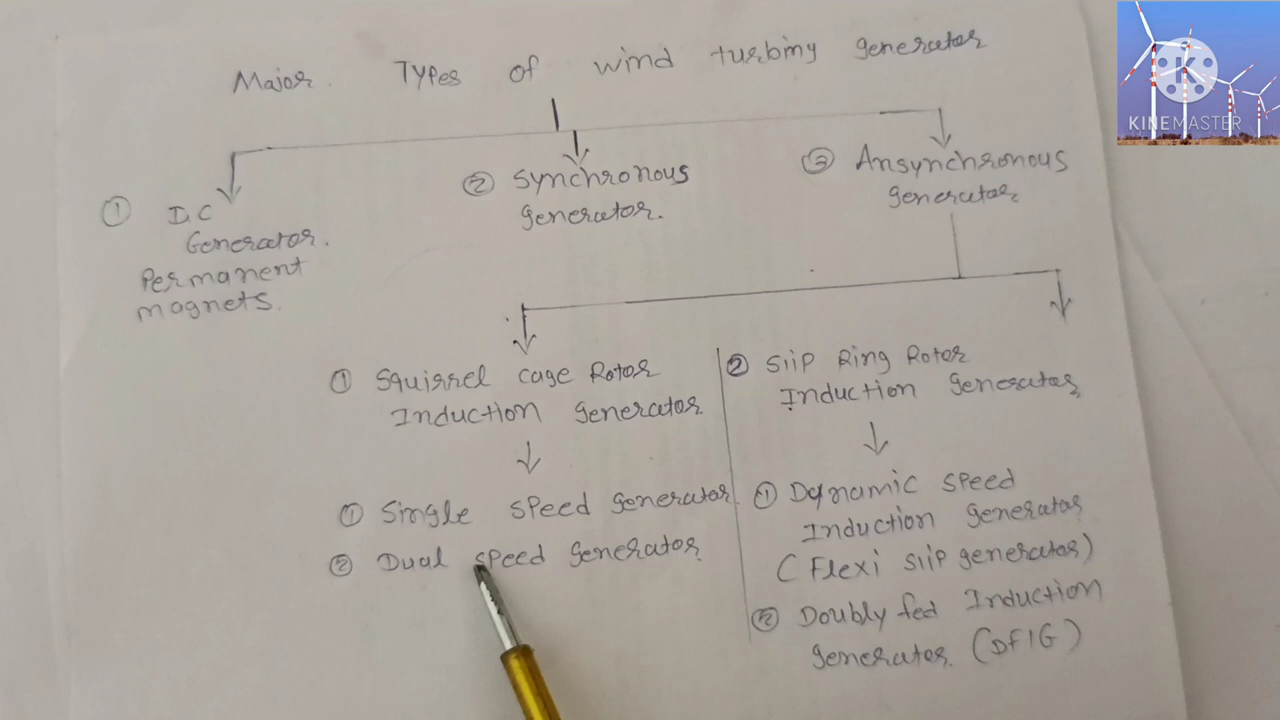 Major. Types of wind turbiny generator
① D.C
Generator.
Permanent
magnets.
② Synchronous
generator.
③ Ansynchronous
generator
① Squirrel cage Rotor
Induction generator
① Single speed generator.
② Dual speed generator
② Slip Ring Rotor
Induction generator
① Dynamic speed
Induction generator
(Flexi slip generator)
② Doubly fed Induction
generator. (DFIG)
K
KINEMASTER